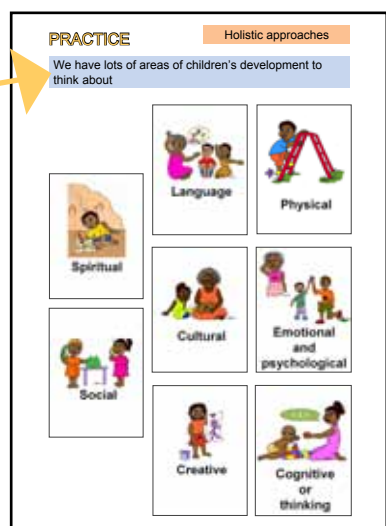 PRACTICE
Holistic approaches
We have lots of areas of children's development to
think about
Language
Physical
Spiritual
Cultural
Emotional
and
psychological
Social
Creative
Cognitive
or
thinking